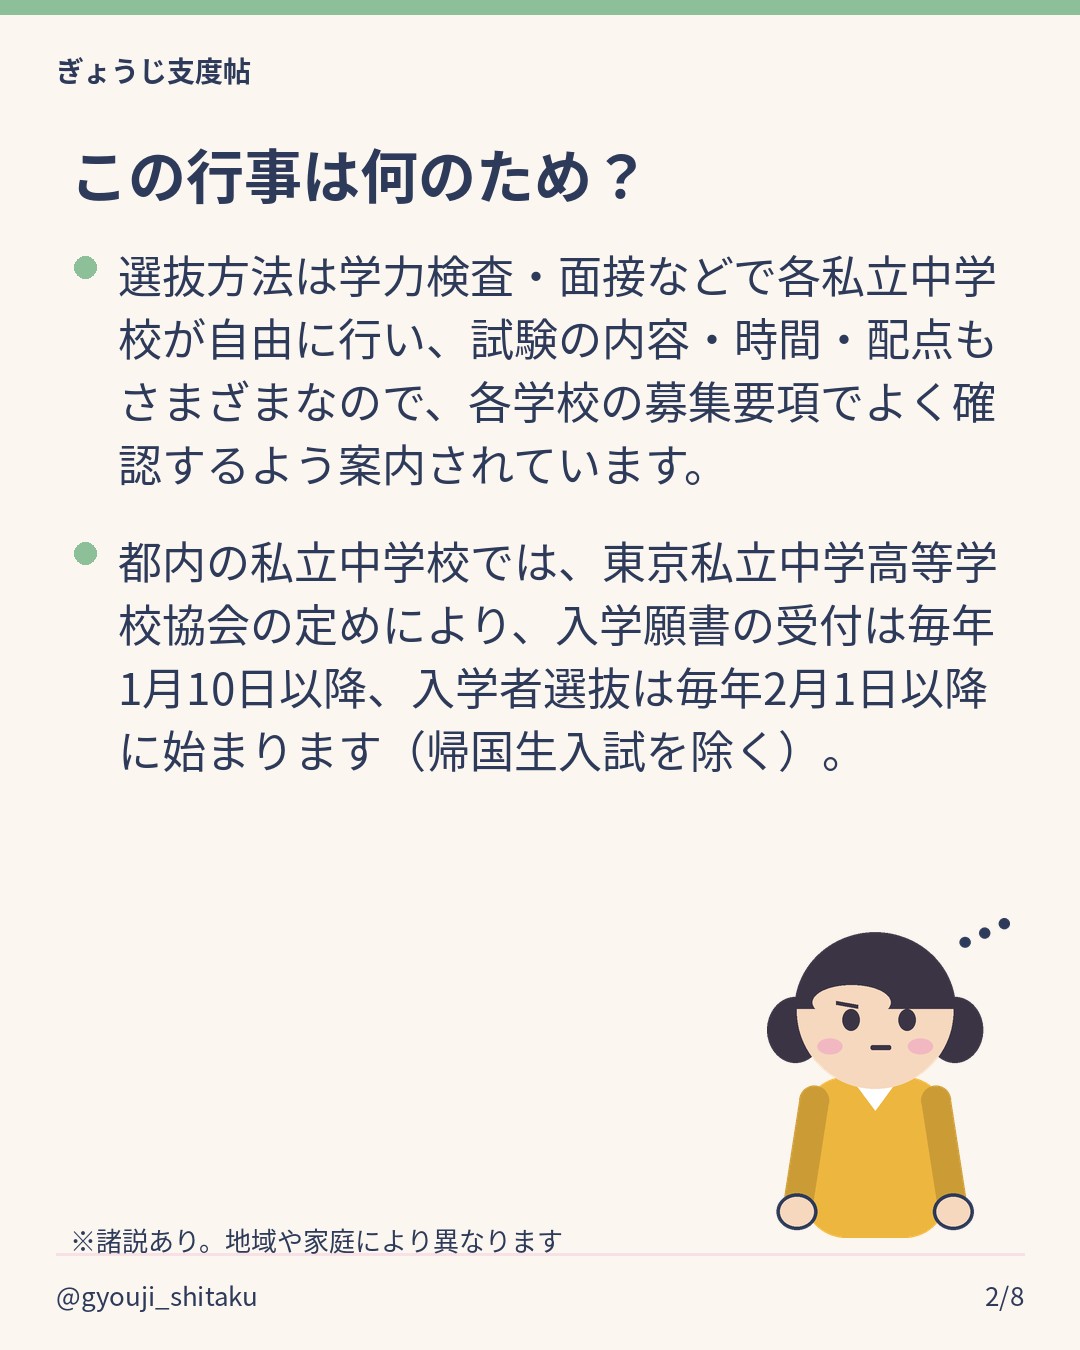 ぎょうじ支度帖
この行事は何のため？
選抜方法は学力検査・面接などで各私立中学
校が自由に行い、試験の内容・時間・配点も
さまざまなので、各学校の募集要項でよく確
認するよう案内されています。
都内の私立中学校では、東京私立中学高等学
校協会の定めにより、入学願書の受付は毎年
1月10日以降、入学者選抜は毎年2月1日以降
に始まります（帰国生入試を除く）。
※諸説あり。地域や家庭により異なります
@gyouji_shitaku
2/8